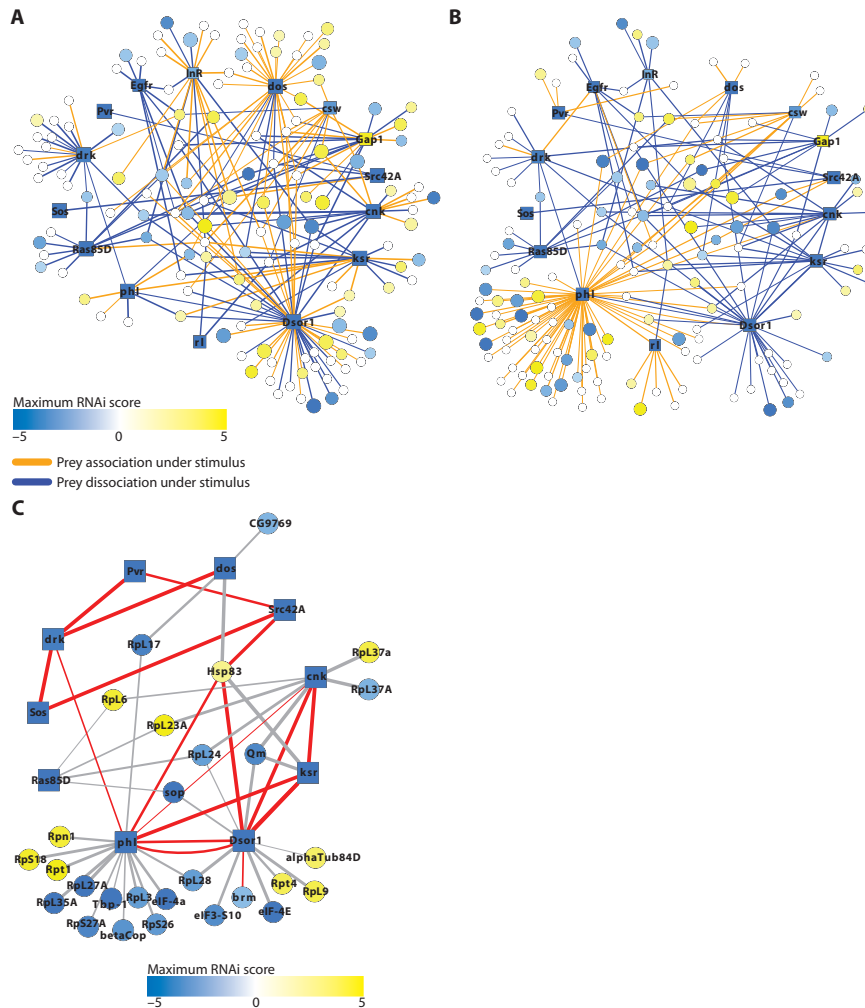 A
InR
Egfr
dos
Pvr
csw
Gap1
drk
Src42A
Sos
cnk
Ras85D
ksr
phl
Dsor1
rl
B
InR
Egfr
dos
Pvr
csw
Gap1
drk
Src42A
Sos
cnk
Ras85D
ksr
phl
Dsor1
rl
Maximum RNAi score
−5 0 5
Prey association under stimulus
Prey dissociation under stimulus
C
CG9769
Pvr
dos
Src42A
drk
RpL17
Hsp83
cnk
RpL37a
RpL37A
RpL6
Sos
RpL23A
RpL24
Qm
ksr
Ras85D
sop
Rpn1
phl
Dsor1
RpS18
alphaTub84D
Rpt1
RpL27A
RpL28
Rpt4
RpL35A
Tbp-1
RpL3
eIF-4a
brm
RpL9
RpS27A
RpS26
eIF3-S10
eIF-4E
betaCop
Maximum RNAi score
−5 0 5